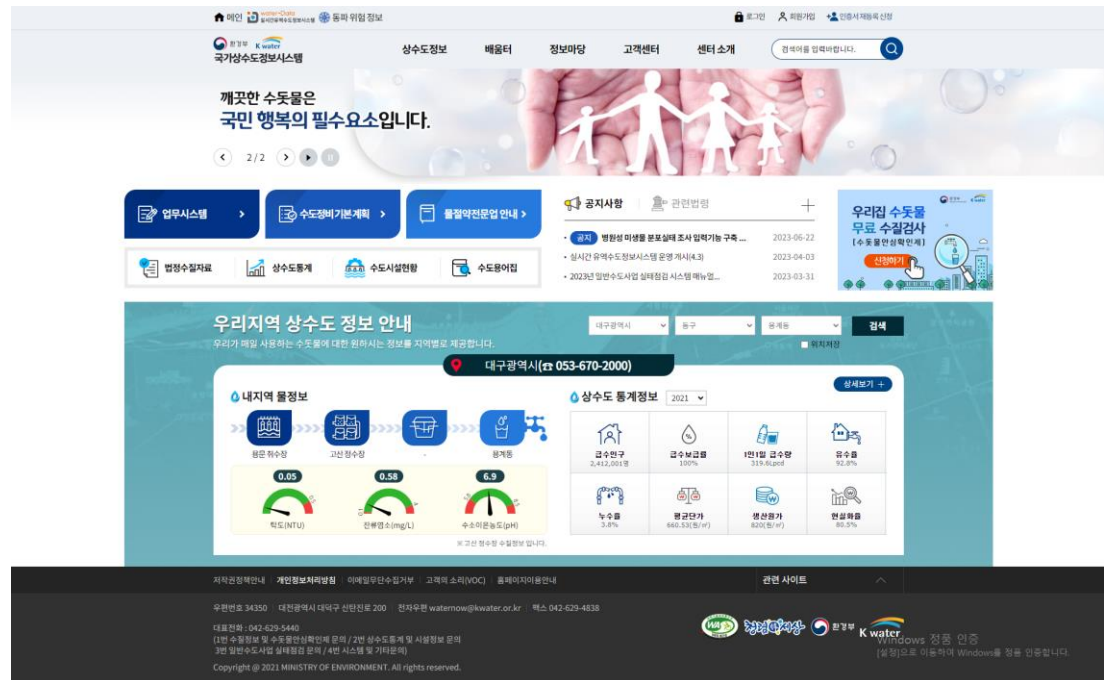 메인 water-Data 실시간유역수도정보시스템 동파 위험 정보
로그인 회원가입 인증서 재등록 신청
환경부 K water
국가상수도정보시스템
상수도정보 배움터 정보마당 고객센터 센터 소개
검색어를 입력바랍니다.
깨끗한 수돗물은
국민 행복의 필수요소입니다.
2/2
업무시스템 >
수도정비기본계획 >
물절약전문업 안내 >
법정수질자료
상수도통계
수도시설현황
수도용어집
공지사항 관련법령
공지 병원성 미생물 분포실태 조사 입력기능 구축 ... 2023-06-22
실시간 유역수도정보시스템 운영 개시(4.3) 2023-04-03
2023년 일반수도사업 실태점검 시스템 매뉴얼... 2023-03-31
우리집 수돗물
무료 수질검사
[수돗물안심확인제]
신청하기
우리지역 상수도 정보 안내
우리가 매일 사용하는 수돗물에 대한 원하시는 정보를 지역별로 제공합니다.
대구광역시 동구 용계동 검색
위치저장
대구광역시(☎ 053-670-2000)
상세보기 +
내지역 물정보
용문 취수장 고산 정수장 - 용계동
0.05 0.58 6.9
탁도(NTU) 잔류염소(mg/L) 수소이온농도(pH)
※ 고산 정수장 수질정보 입니다.
상수도 통계정보 2021
급수인구 급수보급률 1인1일 급수량 유수율
2,412,001명 100% 319.6Lpcd 92.8%
누수율 평균단가 생산원가 현실화율
3.8% 660.53(원/㎥) 820(원/㎥) 80.5%
저작권정책안내 개인정보처리방침 이메일무단수집거부 고객의 소리(VOC) 홈페이지이용안내
관련 사이트
우편번호 34350 대전광역시 대덕구 신탄진로 200 전자우편 waternow@kwater.or.kr 팩스 042-629-4838
대표전화 : 042-629-5440
(1번 수질정보 및 수돗물안심확인제 문의 / 2번 상수도통계 및 시설정보 문의
3번 일반수도사업 실태점검 문의 / 4번 시스템 및 기타문의)
Copyright @ 2021 MINISTRY OF ENVIRONMENT. All rights reserved.
환경부 K water
Windows 정품 인증
[설정]으로 이동하여 Windows를 정품 인증합니다.